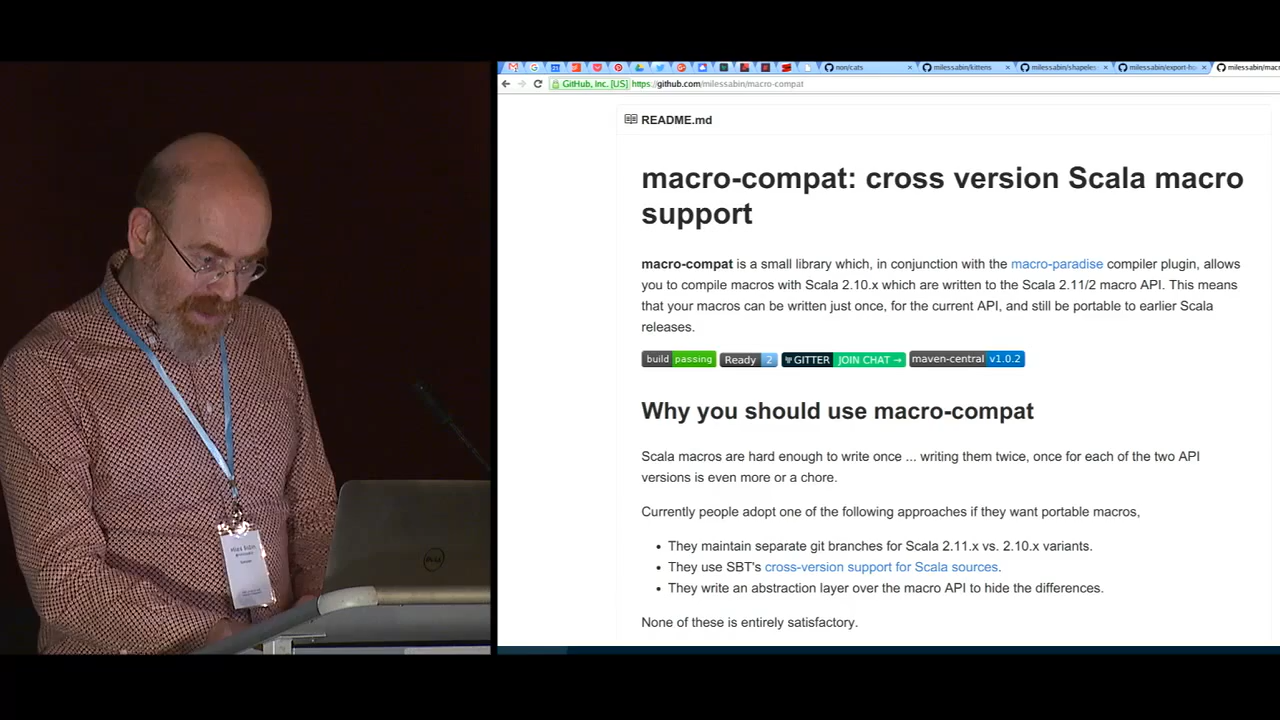 non/cats
milessabin/kittens
milessabin/shapeles
milessabin/export-ho
milessabin/mac
GitHub, Inc. [US] https://github.com/milessabin/macro-compat
README.md
macro-compat: cross version Scala macro
support
macro-compat is a small library which, in conjunction with the macro-paradise compiler plugin, allows
you to compile macros with Scala 2.10.x which are written to the Scala 2.11/2 macro API. This means
that your macros can be written just once, for the current API, and still be portable to earlier Scala
releases.
build passing Ready 2 GITTER JOIN CHAT → maven-central v1.0.2
Why you should use macro-compat
Scala macros are hard enough to write once ... writing them twice, once for each of the two API
versions is even more or a chore.
Currently people adopt one of the following approaches if they want portable macros,
• They maintain separate git branches for Scala 2.11.x vs. 2.10.x variants.
• They use SBT's cross-version support for Scala sources.
• They write an abstraction layer over the macro API to hide the differences.
None of these is entirely satisfactory.
Miles Sabin
DELL